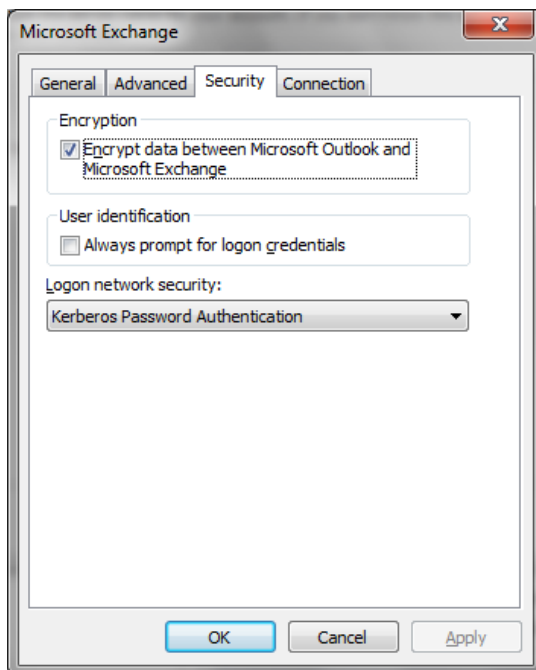 Microsoft Exchange
General Advanced Security Connection
Encryption
Encrypt data between Microsoft Outlook and
Microsoft Exchange
User identification
Always prompt for logon credentials
Logon network security:
Kerberos Password Authentication
OK Cancel Apply